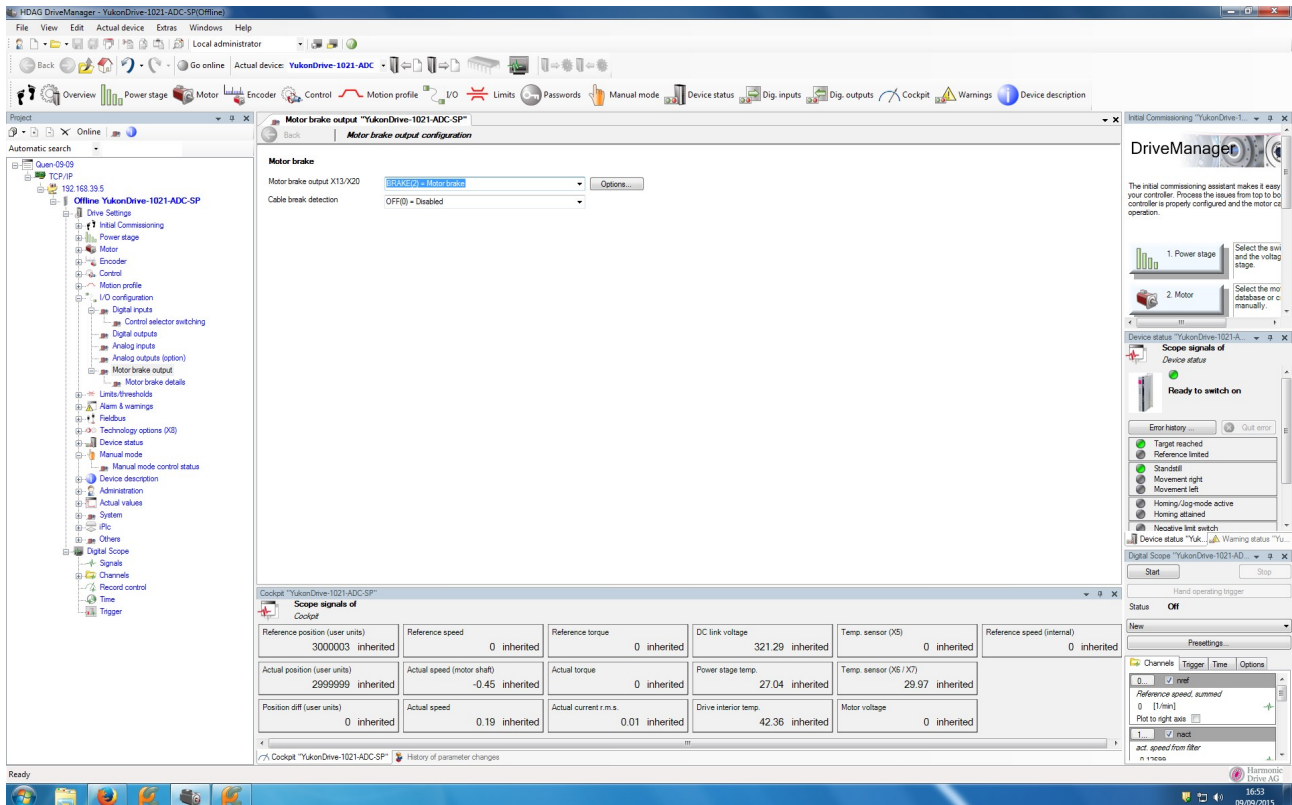 HDAG DriveManager - YukonDrive-1021-ADC-SP(Offline)
File View Edit Actual device Extras Windows Help
Local administrator
Back Go online Actual device: YukonDrive-1021-ADC
Overview Power stage Motor Encoder Control Motion profile I/O Limits Passwords Manual mode Device status Dig. inputs Dig. outputs Cockpit Warnings Device description
Project
Online
Automatic search
Quen-09-09
TCP/IP
192.168.39.5
Offline YukonDrive-1021-ADC-SP
Drive Settings
Initial Commissioning
Power stage
Motor
Encoder
Control
Motion profile
I/O configuration
Digital inputs
Control selector switching
Digital outputs
Analog inputs
Analog outputs (option)
Motor brake output
Motor brake details
Limits/thresholds
Alarm & warnings
Fieldbus
Technology options (X8)
Device status
Manual mode
Manual mode control status
Device description
Administration
Actual values
System
iPlc
Others
Digital Scope
Signals
Channels
Record control
Time
Trigger
Motor brake output "YukonDrive-1021-ADC-SP"
Back Motor brake output configuration
Motor brake
Motor brake output X13/X20 BRAKE(2) = Motor brake Options...
Cable break detection OFF(0) = Disabled
Cockpit "YukonDrive-1021-ADC-SP"
Scope signals of
Cockpit
Reference position (user units) Reference speed Reference torque DC link voltage Temp. sensor (X5) Reference speed (internal)
3000003 inherited 0 inherited 0 inherited 321.29 inherited 0 inherited 0 inherited
Actual position (user units) Actual speed (motor shaft) Actual torque Power stage temp. Temp. sensor (X6 / X7)
2999999 inherited -0.45 inherited 0 inherited 27.04 inherited 29.97 inherited
Position diff (user units) Actual speed Actual current r.m.s. Drive interior temp. Motor voltage
0 inherited 0.19 inherited 0.01 inherited 42.36 inherited 0 inherited
Cockpit "YukonDrive-1021-ADC-SP" History of parameter changes
Initial Commissioning "YukonDrive-1...
DriveManager
The initial commissioning assistant makes it easy
your controller. Process the issues from top to bo
controller is properly configured and the motor ca
operation.
1. Power stage
Select the swi
and the voltag
stage.
2. Motor
Select the mo
database or c
manually.
Device status "YukonDrive-1021-A...
Scope signals of
Device status
Ready to switch on
Error history ... Quit error
Target reached
Reference limited
Standstill
Movement right
Movement left
Homing/Jog-mode active
Homing attained
Negative limit switch
Device status "Yuk... Warning status "Yu...
Digital Scope "YukonDrive-1021-AD...
Start Stop
Hand operating trigger
Status Off
New
Presettings...
Channels Trigger Time Options
0... nref
Reference speed, summed
0 [1/min]
Plot to right axis
1... nact
act. speed from filter
Ready
Harmonic
Drive AG
16:53
09/09/2015